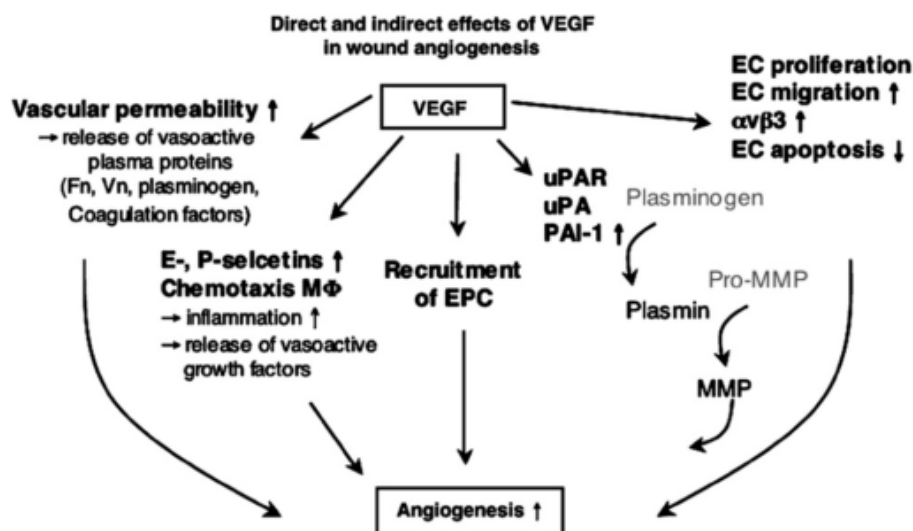 Direct and indirect effects of VEGF
in wound angiogenesis
VEGF
Vascular permeability ↑
→ release of vasoactive
plasma proteins
(Fn, Vn, plasminogen,
Coagulation factors)
E-, P-selcetins ↑
Chemotaxis MΦ
→ inflammation ↑
→ release of vasoactive
growth factors
Recruitment
of EPC
uPAR
uPA
PAI-1 ↑
Plasminogen
Plasmin
Pro-MMP
MMP
EC proliferation
EC migration ↑
αvβ3 ↑
EC apoptosis ↓
Angiogenesis ↑